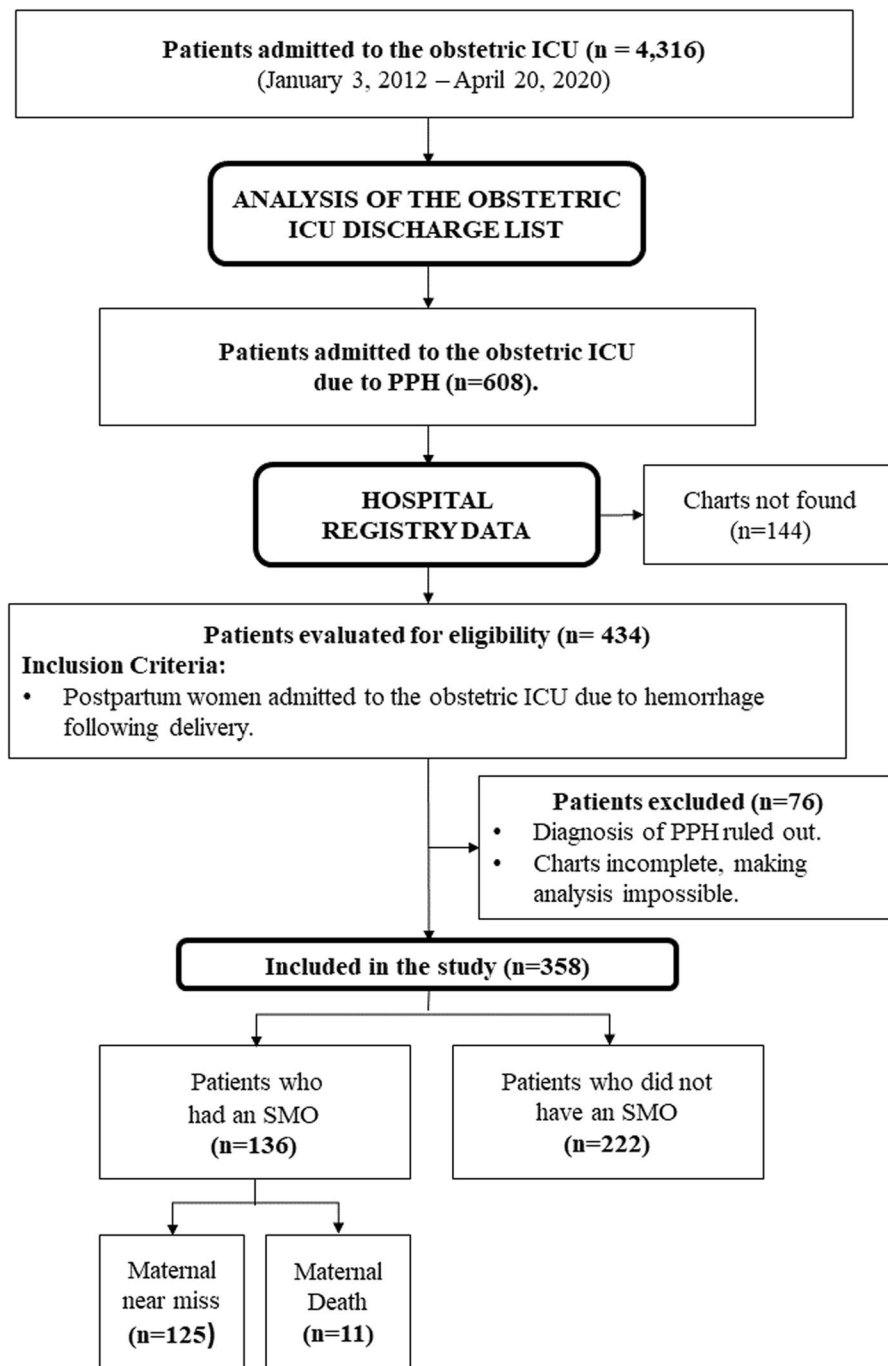 Patients admitted to the obstetric ICU (n = 4,316)
(January 3, 2012 – April 20, 2020)
ANALYSIS OF THE OBSTETRIC
ICU DISCHARGE LIST
Patients admitted to the obstetric ICU
due to PPH (n=608).
HOSPITAL
REGISTRY DATA
Charts not found
(n=144)
Patients evaluated for eligibility (n= 434)
Inclusion Criteria:
• Postpartum women admitted to the obstetric ICU due to hemorrhage
following delivery.
Patients excluded (n=76)
• Diagnosis of PPH ruled out.
• Charts incomplete, making
analysis impossible.
Included in the study (n=358)
Patients who
had an SMO
(n=136)
Patients who did not
have an SMO
(n=222)
Maternal
near miss
(n=125)
Maternal
Death
(n=11)